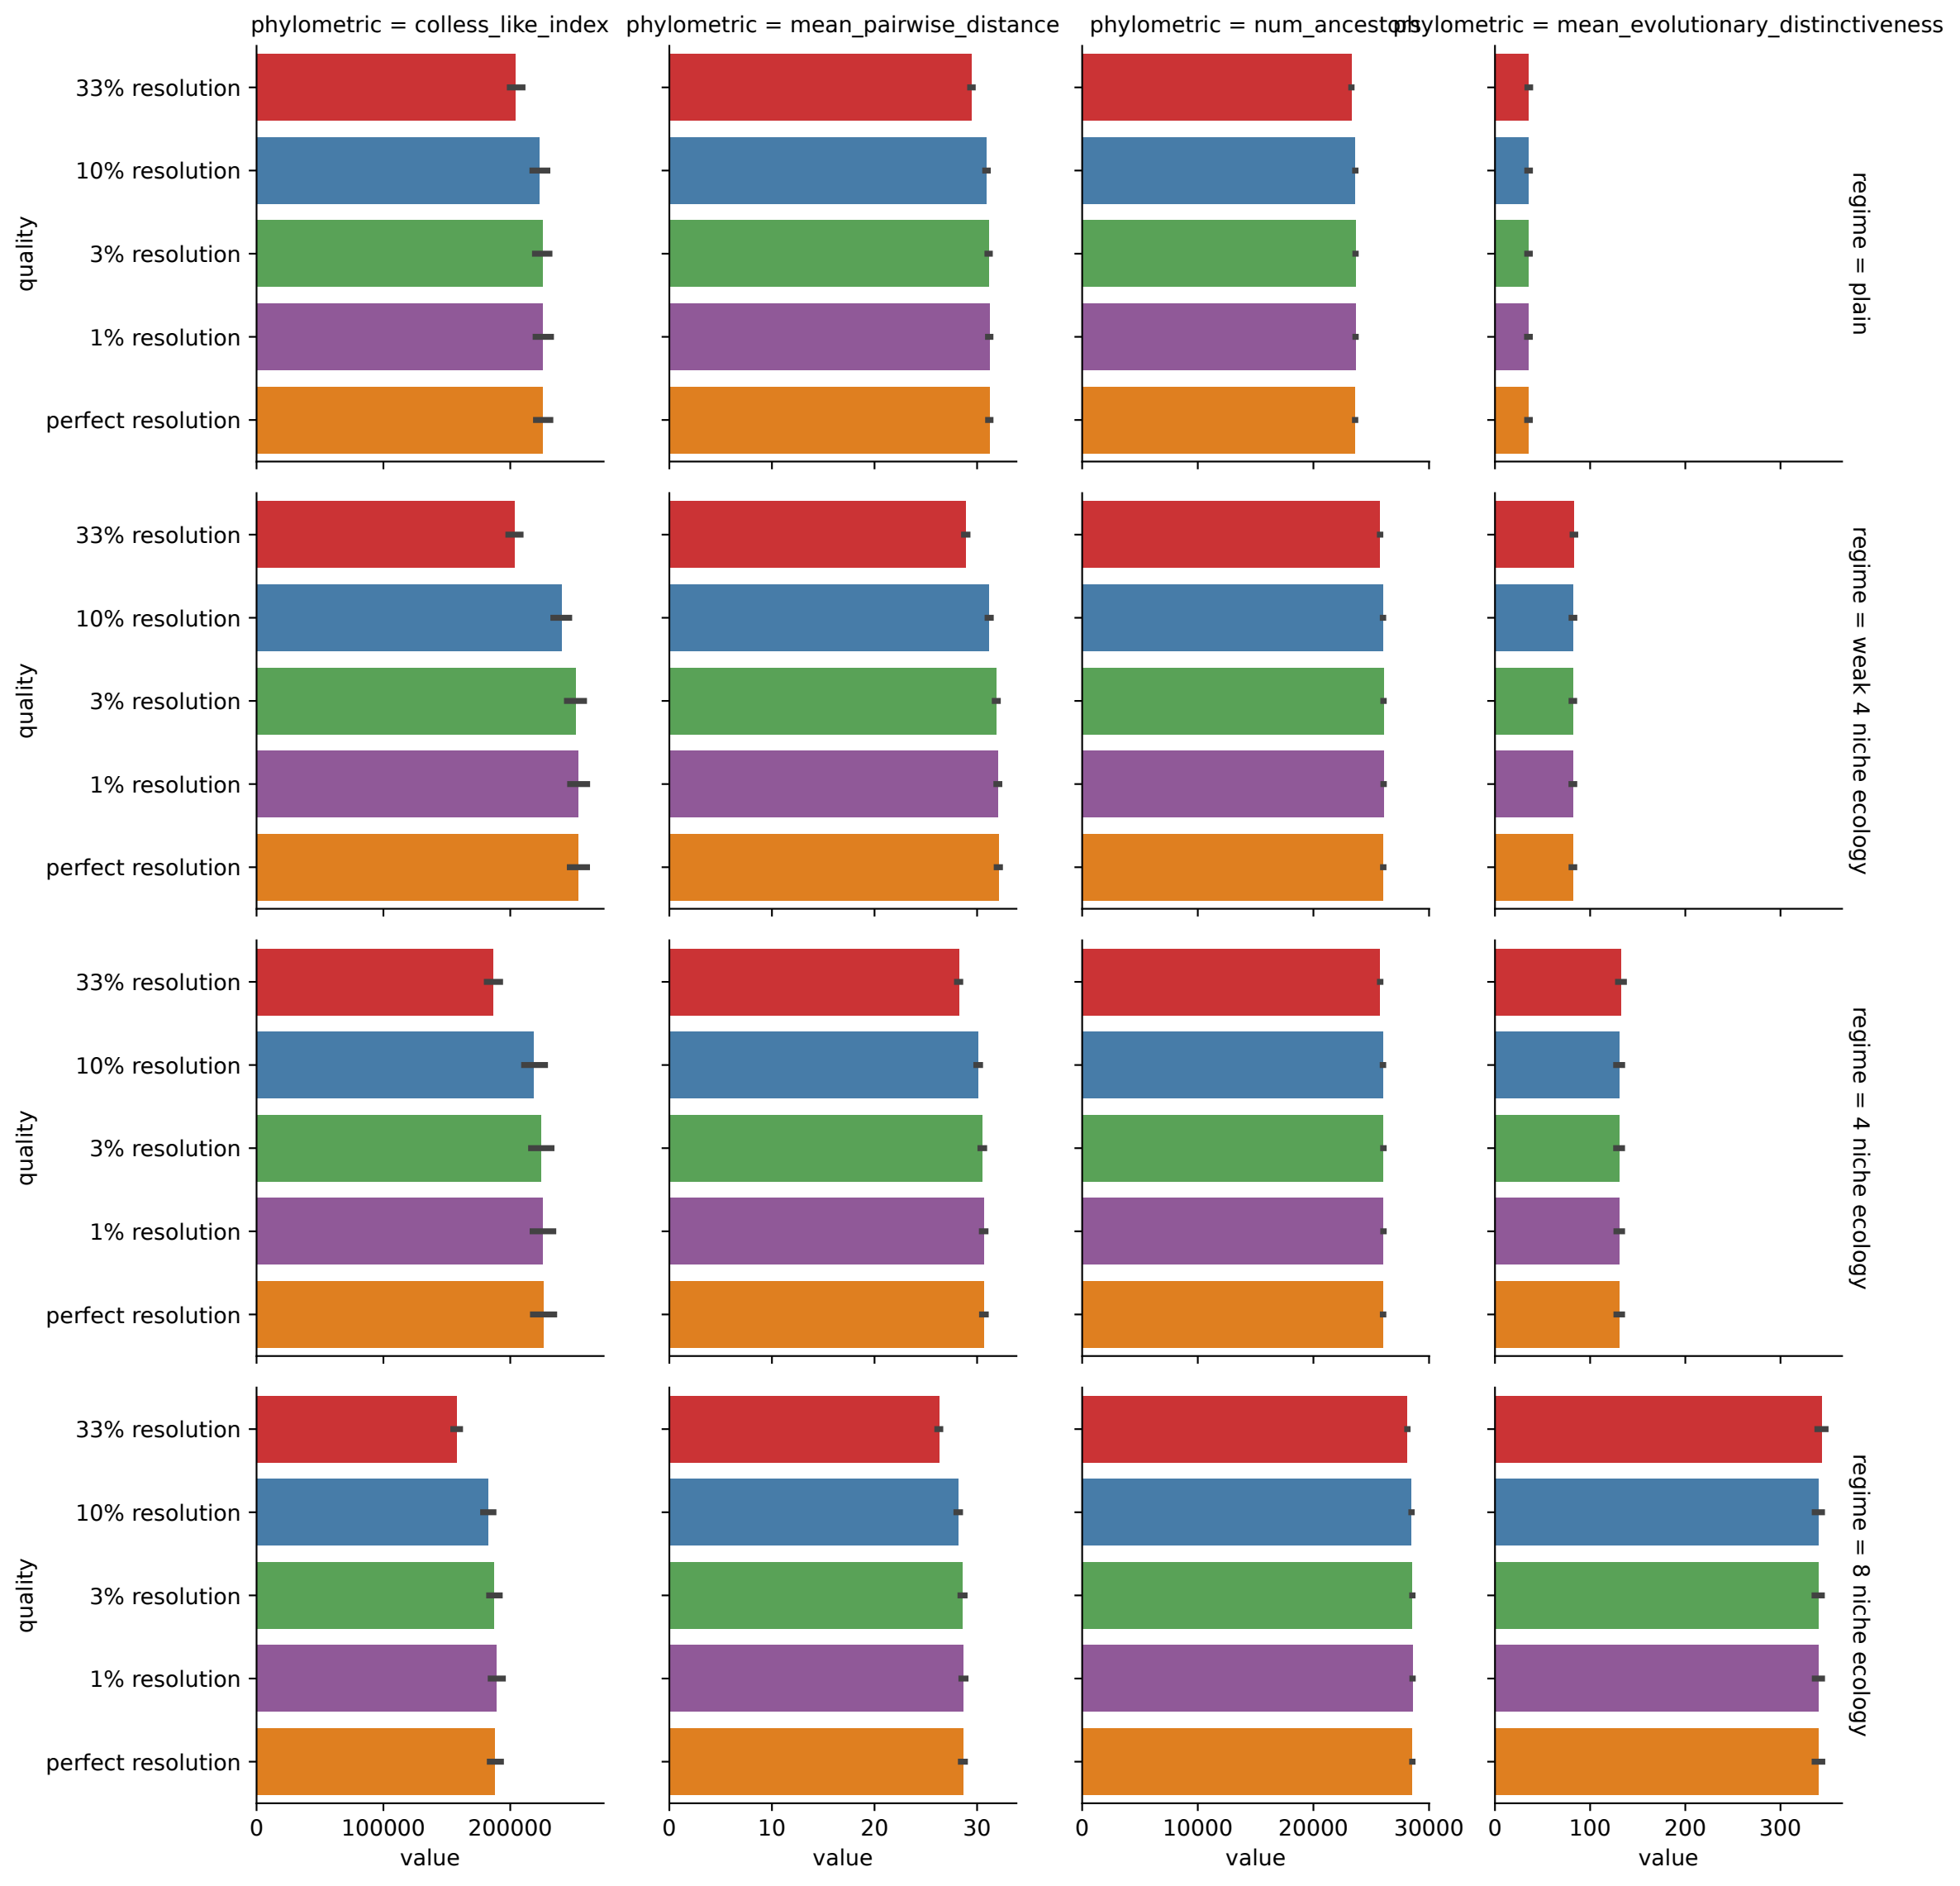 phylometric = colless_like_index
phylometric = mean_pairwise_distance
phylometric = num_ancestors
phylometric = mean_evolutionary_distinctiveness
quality
33% resolution
10% resolution
3% resolution
1% resolution
perfect resolution
regime = plain
quality
33% resolution
10% resolution
3% resolution
1% resolution
perfect resolution
regime = weak 4 niche ecology
quality
33% resolution
10% resolution
3% resolution
1% resolution
perfect resolution
regime = 4 niche ecology
quality
33% resolution
10% resolution
3% resolution
1% resolution
perfect resolution
regime = 8 niche ecology
0 100000 200000
value
0 10 20 30
value
0 10000 20000 30000
value
0 100 200 300
value